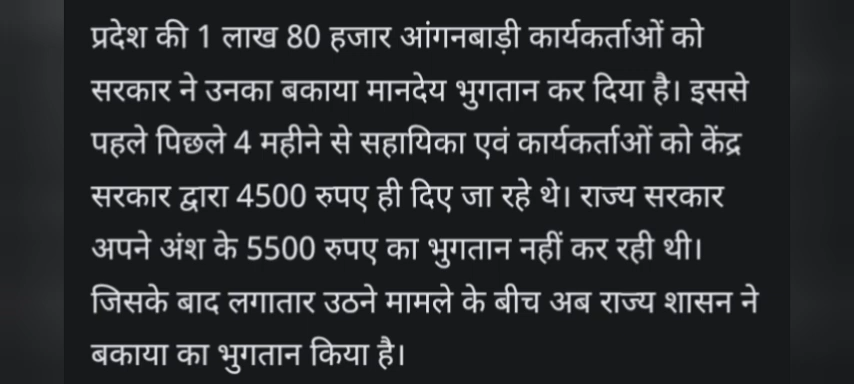 प्रदेश की 1 लाख 80 हजार आंगनबाड़ी कार्यकर्ताओं को
सरकार ने उनका बकाया मानदेय भुगतान कर दिया है। इससे
पहले पिछले 4 महीने से सहायिका एवं कार्यकर्ताओं को केंद्र
सरकार द्वारा 4500 रुपए ही दिए जा रहे थे। राज्य सरकार
अपने अंश के 5500 रुपए का भुगतान नहीं कर रही थी।
जिसके बाद लगातार उठने मामले के बीच अब राज्य शासन ने
बकाया का भुगतान किया है।